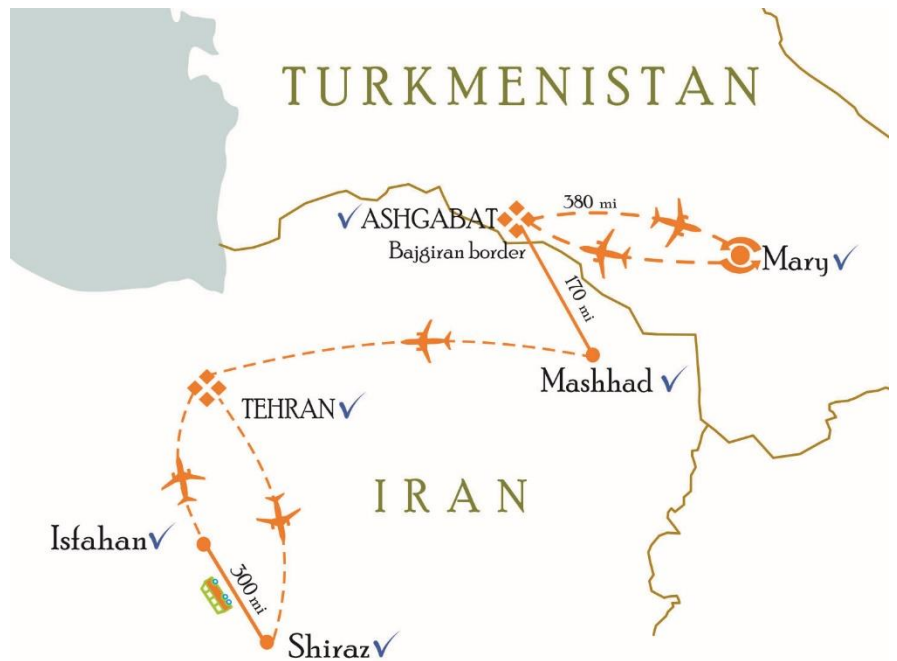 TURKMENISTAN
380 mi
ASHGABAT
Bajgiran border
Mary
170 mi
Mashhad
TEHRAN
IRAN
Isfahan
300 mi
Shiraz